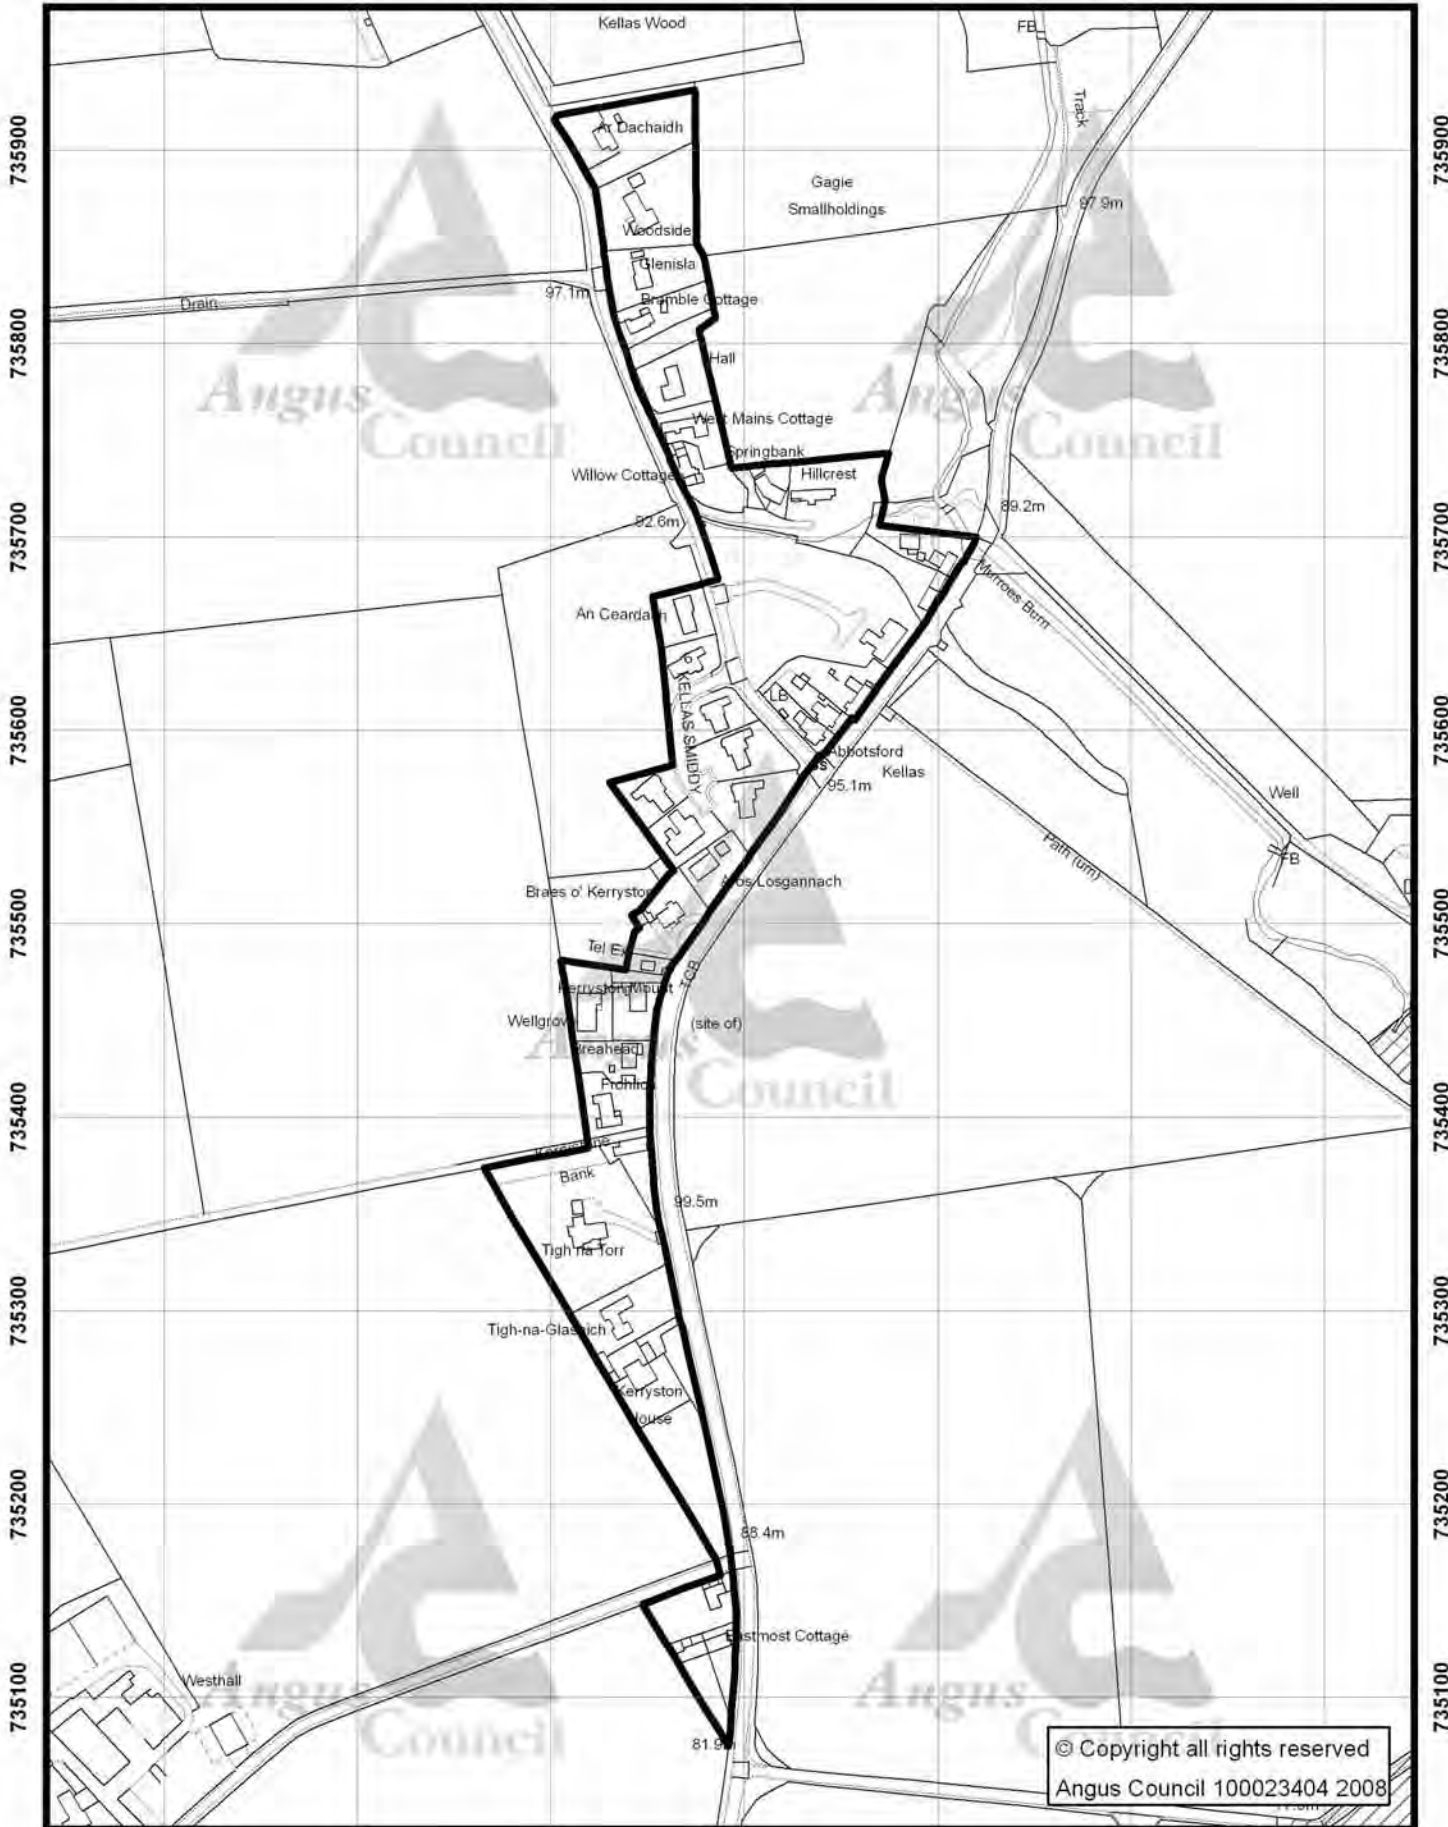 Kellas Wood
FB
Track
Ar Dachaidh
735900
735900
Gagie
Smallholdings
97.9m
Woodside
Glenisla
97.1m
Bramble Cottage
Drain
735800
735800
Hall
Angus
Council
Angus
Council
West Mains Cottage
Springbank
Willow Cottage
Hillcrest
92.6m
89.2m
735700
735700
Murroes Burn
An Ceardach
KELLAS SMIDDY
LB
735600
735600
Abbotsford
Kellas
95.1m
Well
Path (um)
FB
Braes o' Kerryston
Losgannach
735500
735500
Tel Ex
TCB
Kerryston Mount
Wellgrove
(site of)
Angus
Council
735400
735400
Bank
99.5m
Tigh na Torr
735300
735300
Tigh-na-Glasaich
Kerryston
House
735200
735200
88.4m
Eastmost Cottage
Westhall
Angus
Council
Angus
Council
735100
735100
81.9m
© Copyright all rights reserved
Angus Council 100023404 2008